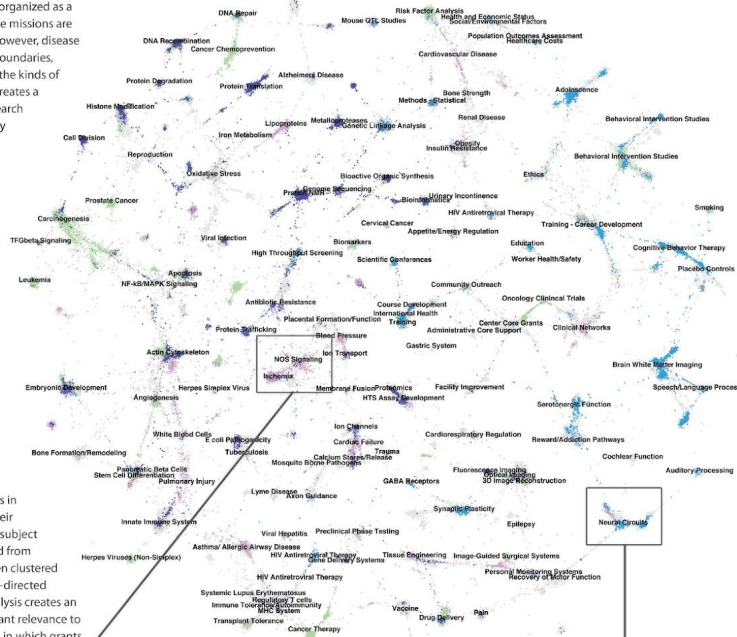 organized as a
e missions are
owever, disease
oundaries,
the kinds of
reates a
earch
y
DNA Repair
Risk Factor Analysis
Health and Economic Status
Social/Environmental Factors
Mouse QTL Studies
Population Outcomes Assessment
Healthcare Costs
DNA Recombination
Cancer Chemoprevention
Cardiovascular Disease
Alzheimers Disease
Protein Degradation
Protein Translation
Bone Strength
Adolescence
Methods - Statistical
Histone Modification
Renal Disease
Behavioral Intervention Studies
Lipoproteins
Metalloproteases
Genetic Linkage Analysis
Iron Metabolism
Cell Division
Obesity
Insulin Resistance
Reproduction
Behavioral Intervention Studies
Oxidative Stress
Bioactive Organic Synthesis
Ethics
Genome Sequencing
Protein NMR
Urinary Incontinence
Bioinformatics
Prostate Cancer
Smoking
HIV Antiretroviral Therapy
Carcinogenesis
Cervical Cancer
Training - Career Development
Appetite/Energy Regulation
TFGbeta Signaling
Viral Infection
Biomarkers
Education
Cognitive Behavior Therapy
High Throughput Screening
Scientific Conferences
Worker Health/Safety
Placebo Controls
Apoptosis
Leukemia
NF-kB/MAPK Signaling
Community Outreach
Antibiotic Resistance
Course Development
Oncology Clinincal Trials
International Health
Placental Formation/Function
Training
Center Core Grants
Protein Trafficking
Administrative Core Support
Clinical Networks
Blood Pressure
Gastric System
Actin Cytoskeleton
Ion Transport
NOS Signaling
Brain White Matter Imaging
Ischemia
Embryonic Development
Herpes Simplex Virus
Membrane Fusion
Proteomics
Facility Improvement
Speech/Language Proces
Angiogenesis
HTS Assay Development
Serotonergic Function
Ion Channels
White Blood Cells
Cardiac Failure
Cardiorespiratory Regulation
E coli Pathogenicity
Reward/Addiction Pathways
Bone Formation/Remodeling
Tuberculosis
Trauma
Calcium Stores/Release
Cochlear Function
Mosquito Borne Pathogens
Pancreatic Beta Cells
Fluorescence Imaging
Auditory Processing
Stem Cell Differentiation
Optical Imaging
Pulmonary Injury
GABA Receptors
3D Image Reconstruction
Lyme Disease
Axon Guidance
s in
Synaptic Plasticity
eir
Innate Immune System
Neural Circuits
Epilepsy
subject
Viral Hepatitis
Preclinical Phase Testing
d from
Asthma/ Allergic Airway Disease
en clustered
Herpes Viruses (Non-Simplex)
HIV Antiretroviral Therapy
Tissue Engineering
Image-Guided Surgical Systems
Gene Delivery Systems
-directed
Personal Monitoring Systems
HIV Antiretroviral Therapy
Recovery of Motor Function
lysis creates an
Systemic Lupus Erythematosus
Regulatory T cells
Immune Tolerance/Autoimmunity
Vaccine
ant relevance to
MHC System
Pain
Transplant Tolerance
Drug Delivery
Cancer Therapy
in which grants